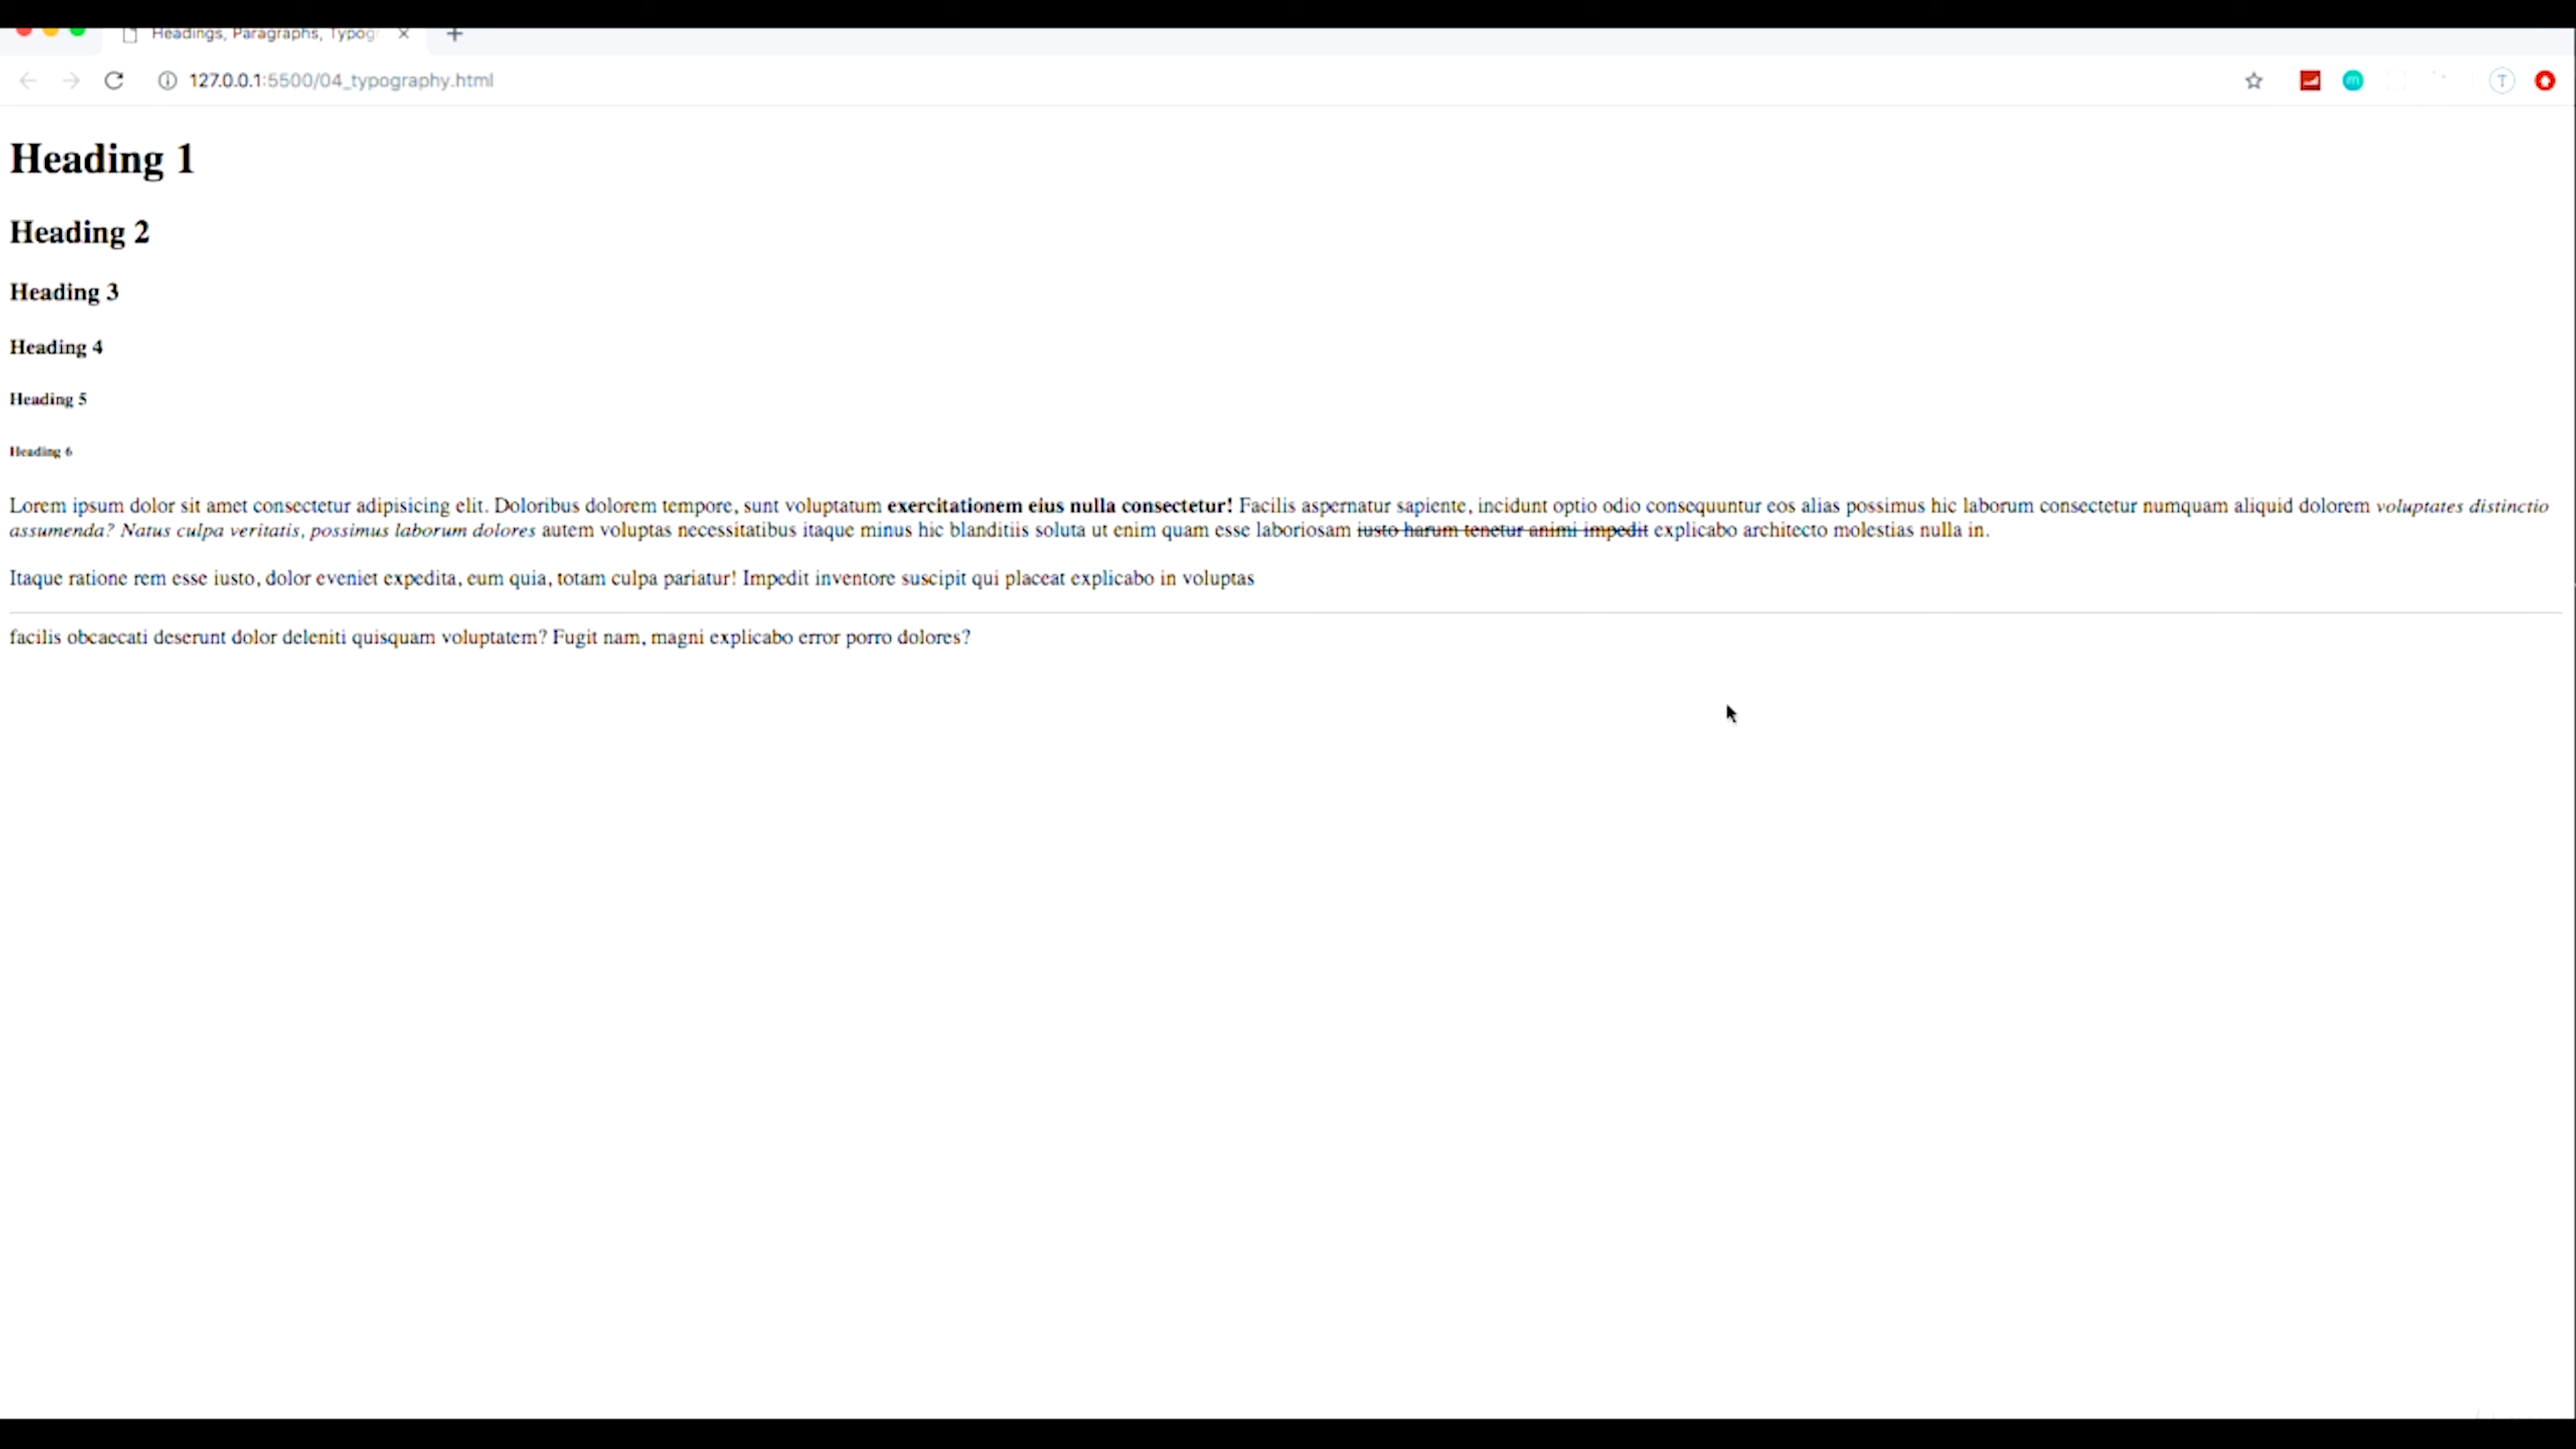 Headings, Paragraphs, Typog
127.0.0.1:5500/04_typography.html
T
Heading 1
Heading 2
Heading 3
Heading 4
Heading 5
Heading 6
Lorem ipsum dolor sit amet consectetur adipisicing elit. Doloribus dolorem tempore, sunt voluptatum exercitationem eius nulla consectetur! Facilis aspernatur sapiente, incidunt optio odio consequuntur eos alias possimus hic laborum consectetur numquam aliquid dolorem voluptates distinctio
assumenda? Natus culpa veritatis, possimus laborum dolores autem voluptas necessitatibus itaque minus hic blanditiis soluta ut enim quam esse laboriosam iusto harum tenetur animi impedit explicabo architecto molestias nulla in.
Itaque ratione rem esse iusto, dolor eveniet expedita, eum quia, totam culpa pariatur! Impedit inventore suscipit qui placeat explicabo in voluptas
facilis obcaecati deserunt dolor deleniti quisquam voluptatem? Fugit nam, magni explicabo error porro dolores?